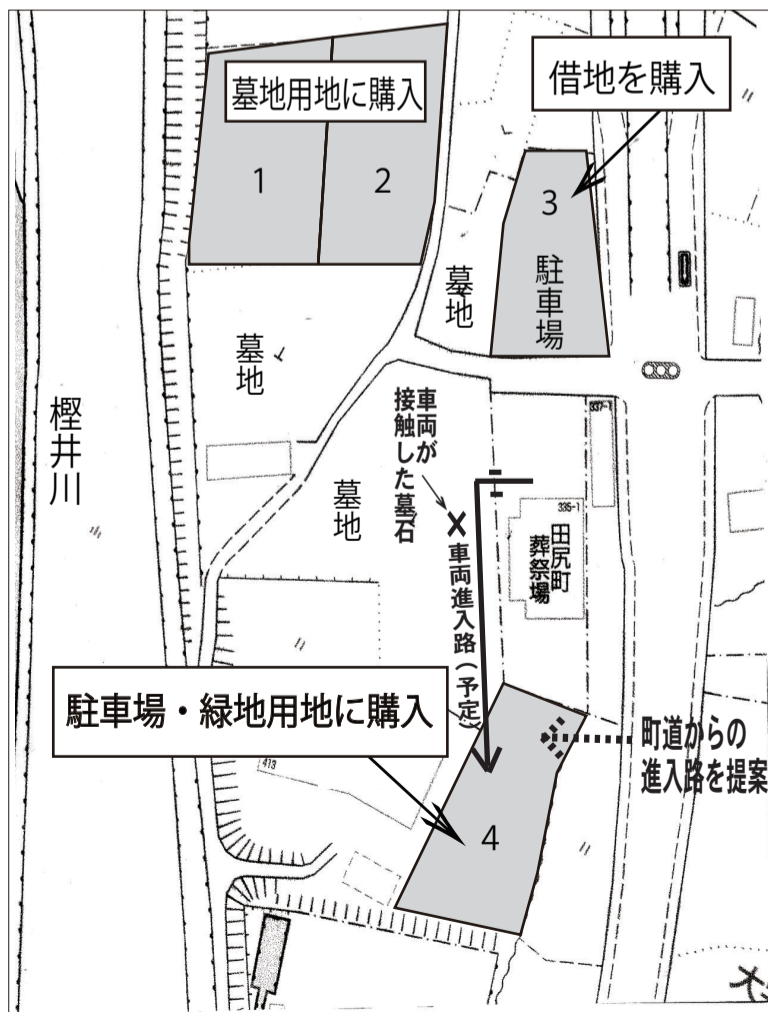 墓地用地に購入
借地を購入
1
2
3
駐車場
墓地
墓地
樫井川
車両が
接触した墓石
337-1
墓地
335-1
田尻町
葬祭場
車両進入路(予定)
駐車場・緑地用地に購入
町道からの
進入路を提案
413
4